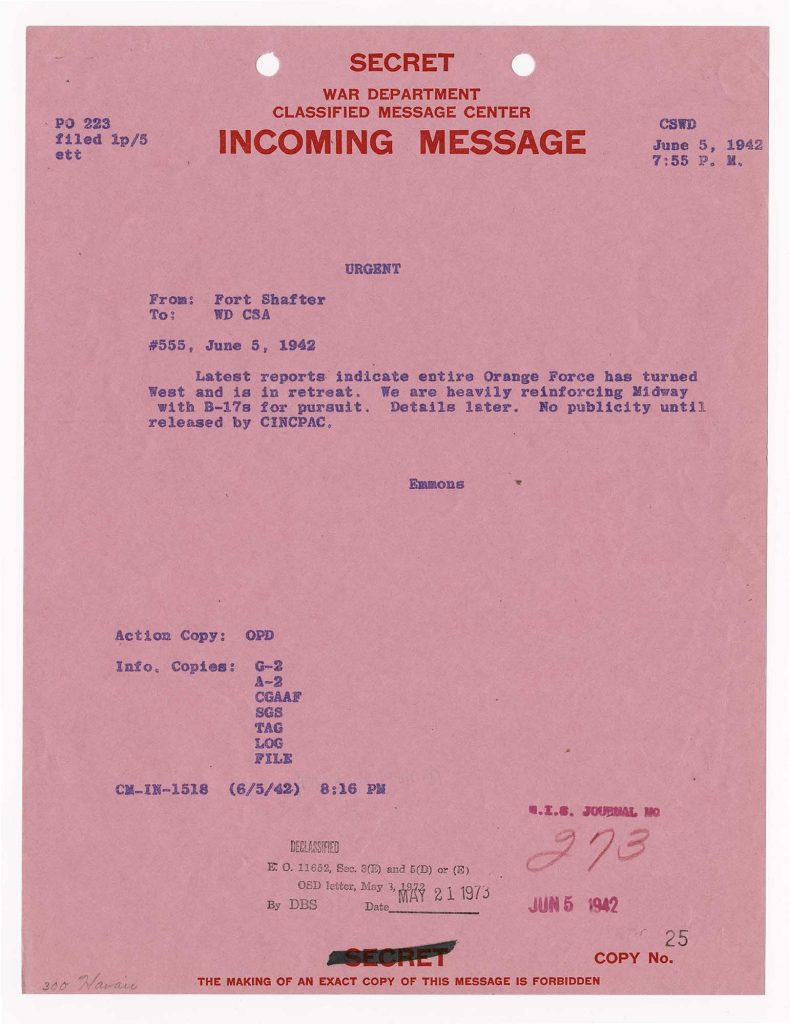 SECRET
WAR DEPARTMENT
CLASSIFIED MESSAGE CENTER
INCOMING MESSAGE
PO 223
filed 1p/5
ett
CSWD
June 5, 1942
7:55 P. M.
URGENT
From: Fort Shafter
To: WD CSA
#555, June 5, 1942
Latest reports indicate entire Orange Force has turned
West and is in retreat. We are heavily reinforcing Midway
with B-17s for pursuit. Details later. No publicity until
released by CINCPAC.
Emmons
Action Copy: OPD
Info. Copies: G-2
A-2
CGAAF
SGS
TAG
LOG
FILE
CM-IN-1518 (6/5/42) 8:16 PM
M.I.S. JOURNAL NO
273
JUN 5 1942
DECLASSIFIED
E. O. 11652, Sec. 3(E) and 5(D) or (E)
OSD letter, May 3, 1972
By DBS Date MAY 21 1973
SECRET
COPY No. 25
THE MAKING OF AN EXACT COPY OF THIS MESSAGE IS FORBIDDEN
300 Hawaii